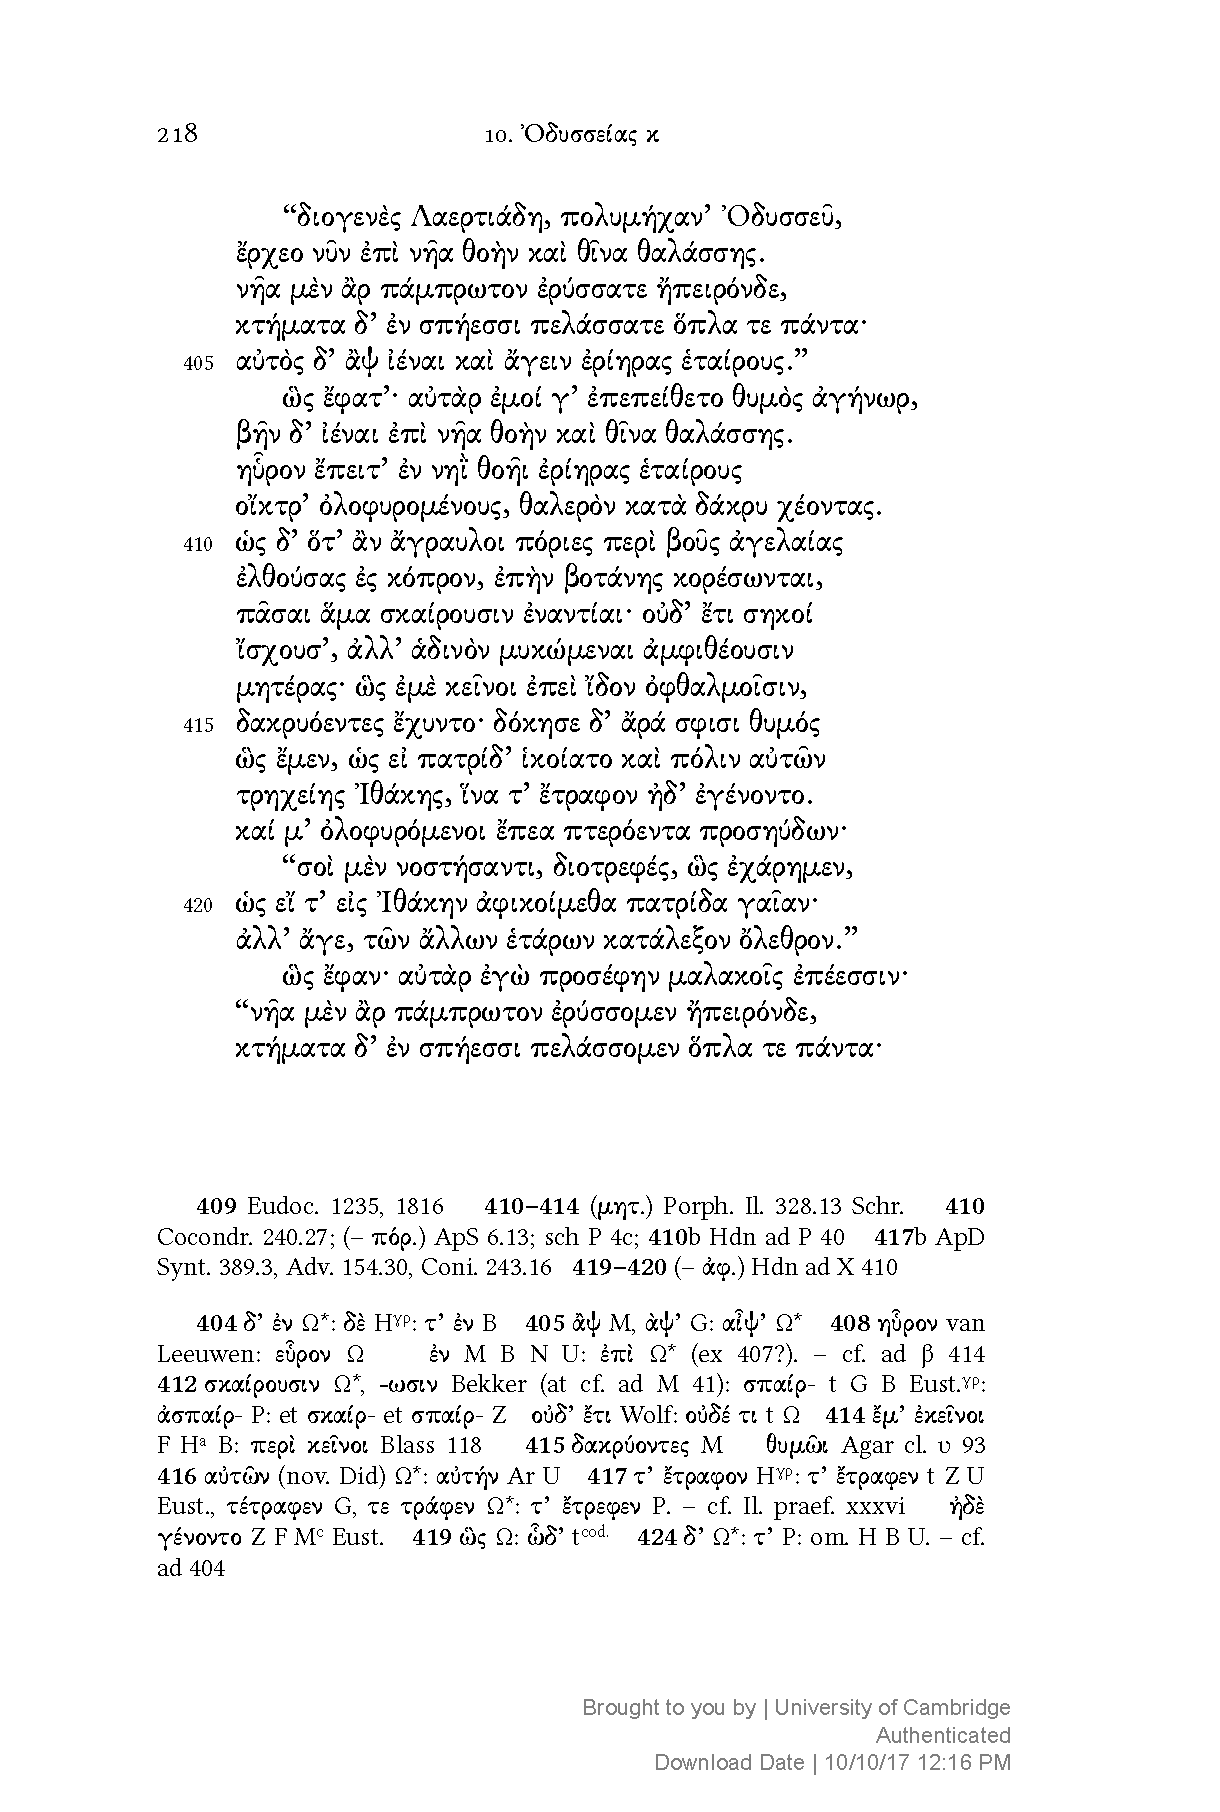 218 10. Ὀδυσσείας κ
“διογενὲς Λαερτιάδη, πολυμήχαν’ Ὀδυσσεῦ,
ἔρχεο νῦν ἐπὶ νῆα θοὴν καὶ θῖνα θαλάσσης.
νῆα μὲν ἂρ πάμπρωτον ἐρύσσατε ἤπειρόνδε,
κτήματα δ’ ἐν σπήεσσι πελάσσατε ὅπλα τε πάντα·
405 αὐτὸς δ’ ἂψ ἰέναι καὶ ἄγειν ἐρίηρας ἑταίρους.”
ὣς ἔφατ’· αὐτὰρ ἐμοί γ’ ἐπεπείθετο θυμὸς ἀγήνωρ,
βῆν δ’ ἰέναι ἐπὶ νῆα θοὴν καὶ θῖνα θαλάσσης.
ηὗρον ἔπειτ’ ἐν νηῒ θοῆι ἐρίηρας ἑταίρους
οἴκτρ’ ὀλοφυρομένους, θαλερὸν κατὰ δάκρυ χέοντας.
410 ὡς δ’ ὅτ’ ἂν ἄγραυλοι πόριες περὶ βοῦς ἀγελαίας
ἐλθούσας ἐς κόπρον, ἐπὴν βοτάνης κορέσωνται,
πᾶσαι ἅμα σκαίρουσιν ἐναντίαι· οὐδ’ ἔτι σηκοί
ἴσχουσ’, ἀλλ’ ἁδινὸν μυκώμεναι ἀμφιθέουσιν
μητέρας· ὣς ἐμὲ κεῖνοι ἐπεὶ ἴδον ὀφθαλμοῖσιν,
415 δακρυόεντες ἔχυντο· δόκησε δ’ ἄρά σφισι θυμός
ὣς ἔμεν, ὡς εἰ πατρίδ’ ἱκοίατο καὶ πόλιν αὐτῶν
τρηχείης Ἰθάκης, ἵνα τ’ ἔτραφον ἠδ’ ἐγένοντο.
καί μ’ ὀλοφυρόμενοι ἔπεα πτερόεντα προσηύδων·
“σοὶ μὲν νοστήσαντι, διοτρεφές, ὣς ἐχάρημεν,
420 ὡς εἴ τ’ εἰς Ἰθάκην ἀφικοίμεθα πατρίδα γαῖαν·
ἀλλ’ ἄγε, τῶν ἄλλων ἑτάρων κατάλεξον ὄλεθρον.”
ὣς ἔφαν· αὐτὰρ ἐγὼ προσέφην μαλακοῖς ἐπέεσσιν·
“νῆα μὲν ἂρ πάμπρωτον ἐρύσσομεν ἤπειρόνδε,
κτήματα δ’ ἐν σπήεσσι πελάσσομεν ὅπλα τε πάντα·
409 Eudoc. 1235, 1816 410–414 (μητ.) Porph. Il. 328.13 Schr. 410
Cocondr. 240.27; (– πόρ.) ApS 6.13; sch P 4c; 410b Hdn ad P 40 417b ApD
Synt. 389.3, Adv. 154.30, Coni. 243.16 419–420 (– ἀφ.) Hdn ad X 410
404 δ’ ἐν Ω*: δὲ Hγρ: τ’ ἐν B 405 ἂψ M, ὰψ’ G: αἶψ’ Ω* 408 ηὗρον van
Leeuwen: εὗρον Ω ἐν M B N U: ἐπὶ Ω* (ex 407?). – cf. ad β 414
412 σκαίρουσιν Ω*, -ωσιν Bekker (at cf. ad M 41): σπαίρ- t G B Eust.γρ:
ἀσπαίρ- P: et σκαίρ- et σπαίρ- Z οὐδ’ ἔτι Wolf: οὐδέ τι t Ω 414 ἔμ’ ἐκεῖνοι
F Hª B: περὶ κεῖνοι Blass 118 415 δακρύοντες M θυμῶι Agar cl. υ 93
416 αὐτῶν (nov. Did) Ω*: αὐτήν Ar U 417 τ’ ἔτραφον Hγρ: τ’ ἔτραφεν t Z U
Eust., τέτραφεν G, τε τράφεν Ω*: τ’ ἔτρεφεν P. – cf. Il. praef. xxxvi ἠδὲ
γένοντο Z F Mᶜ Eust. 419 ὣς Ω: ὧδ’ tcod. 424 δ’ Ω*: τ’ P: om. H B U. – cf.
ad 404
Brought to you by | University of Cambridge
Authenticated
Download Date | 10/10/17 12:16 PM